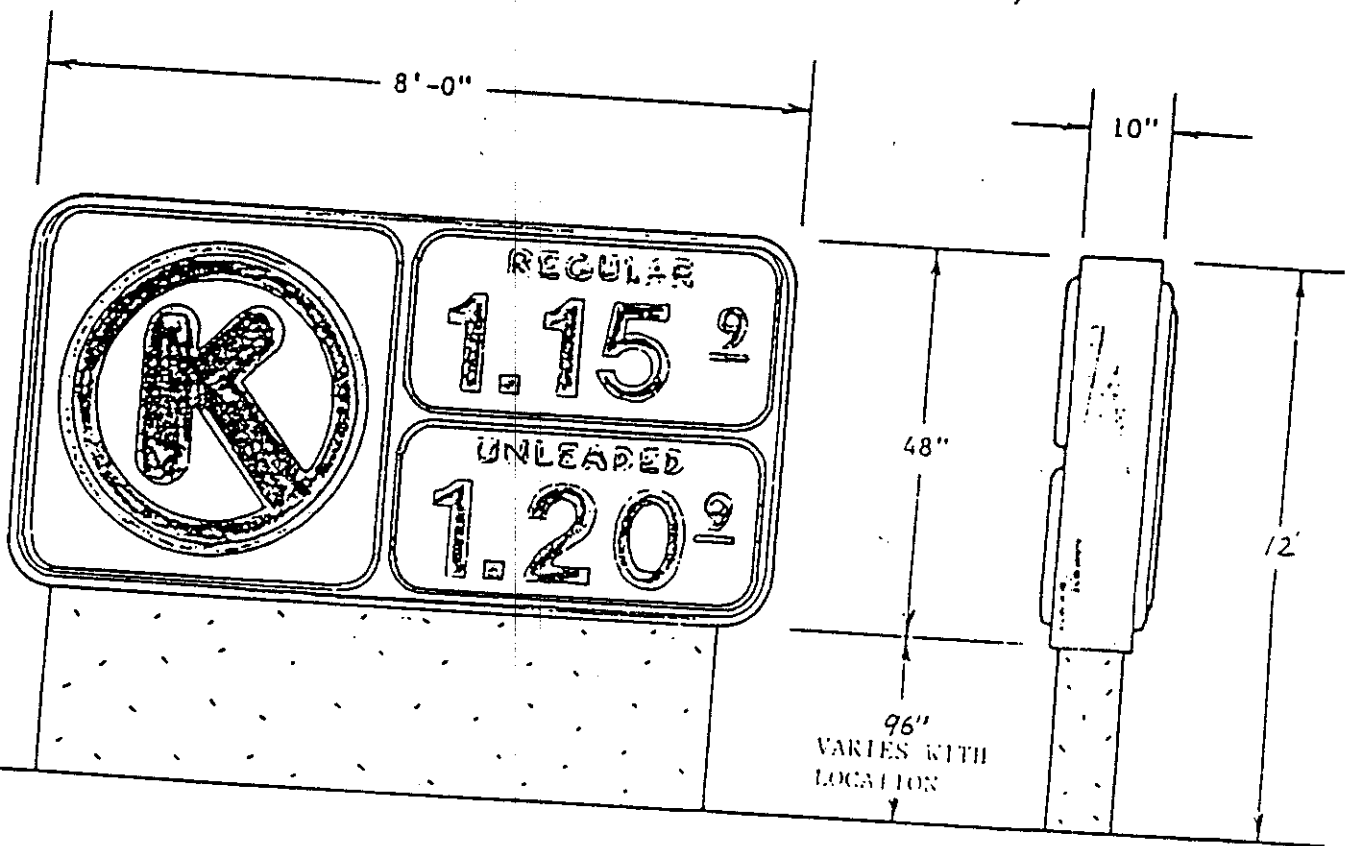 8'-0"
10"
K
REGULAR
1.15 9
UNLEADED
1.20 9
48"
12'
96"
VARIES WITH
LOCATION